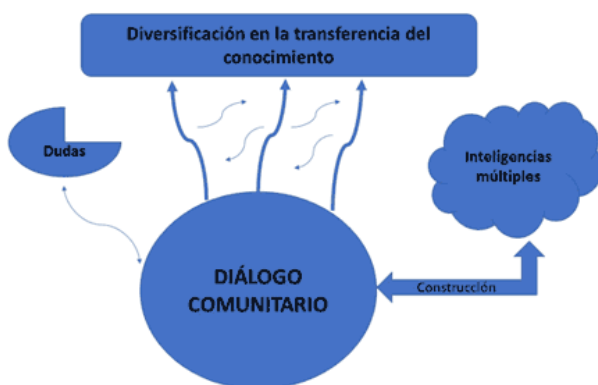 Diversificación en la transferencia del
conocimiento
Dudas
Inteligencias
múltiples
DIÁLOGO
COMUNITARIO
Construcción